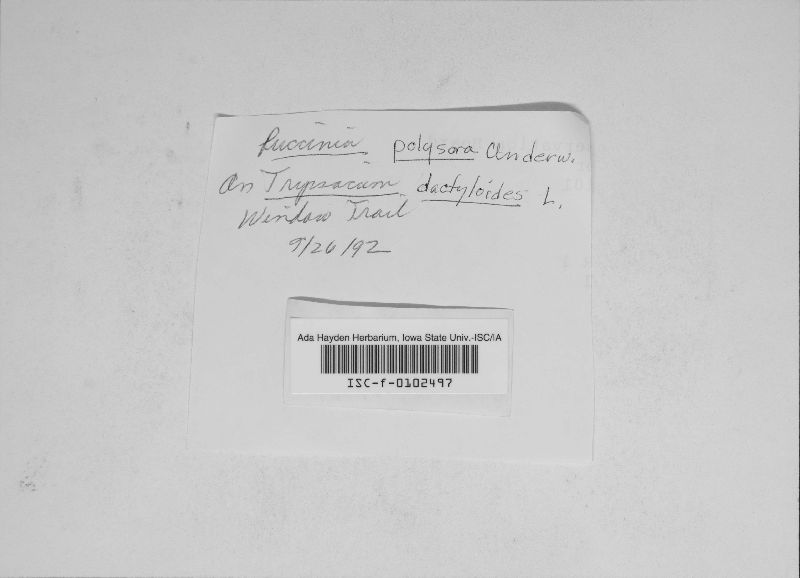 Puccinia polysora Underw.
On Tripsacum dactyloides L.
Window Trail
9/26/92
Ada Hayden Herbarium, Iowa State Univ.-ISC/IA
ISC-f-0102497